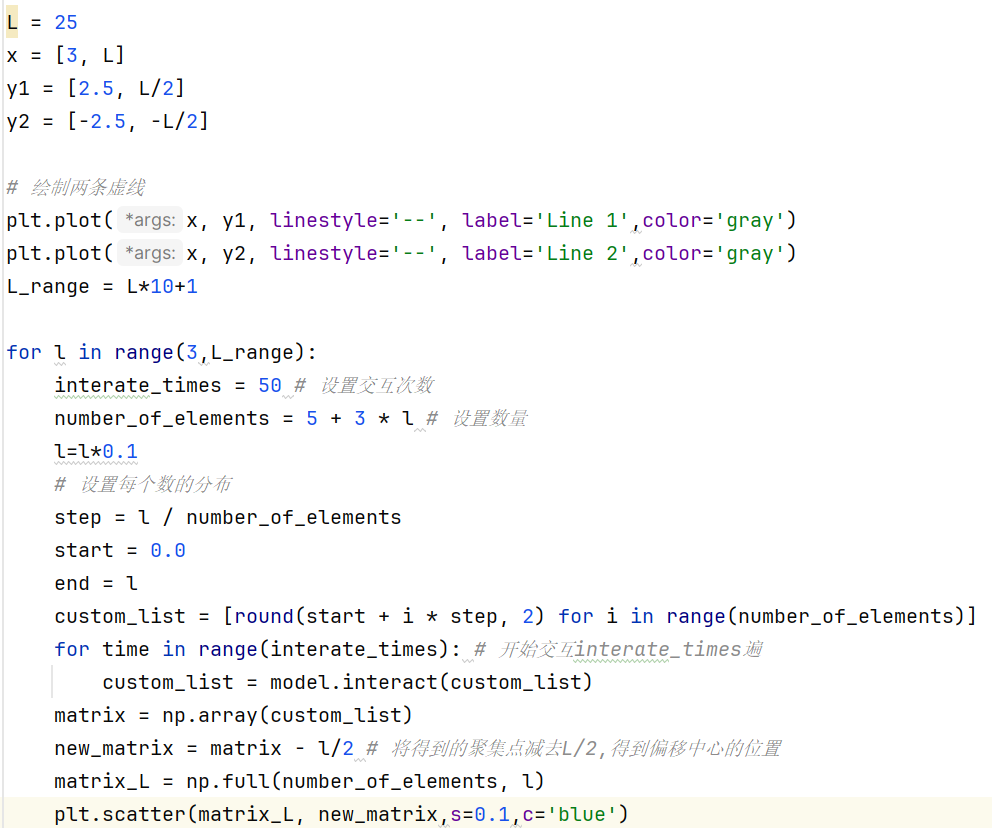 L = 25
x = [3, L]
y1 = [2.5, L/2]
y2 = [-2.5, -L/2]
# 绘制两条虚线
plt.plot( *args: x, y1, linestyle='--', label='Line 1',color='gray')
plt.plot( *args: x, y2, linestyle='--', label='Line 2',color='gray')
L_range = L*10+1
for l in range(3,L_range):
    interate_times = 50 # 设置交互次数
    number_of_elements = 5 + 3 * l # 设置数量
    l=l*0.1
    # 设置每个数的分布
    step = l / number_of_elements
    start = 0.0
    end = l
    custom_list = [round(start + i * step, 2) for i in range(number_of_elements)]
    for time in range(interate_times): # 开始交互interate_times遍
        custom_list = model.interact(custom_list)
    matrix = np.array(custom_list)
    new_matrix = matrix - l/2 # 将得到的聚集点减去L/2,得到偏移中心的位置
    matrix_L = np.full(number_of_elements, l)
    plt.scatter(matrix_L, new_matrix,s=0.1,c='blue')